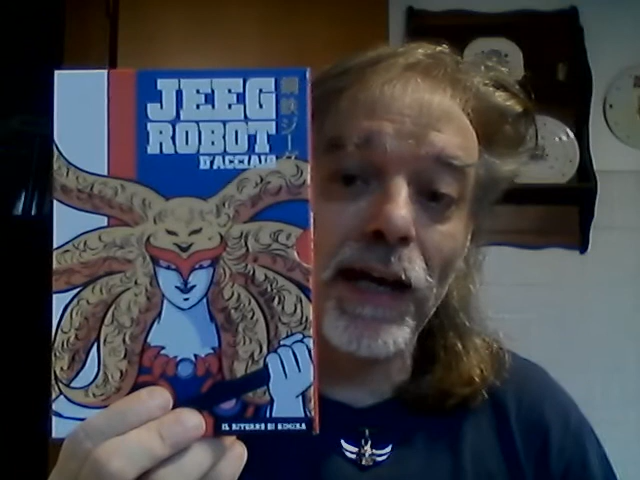 JEEG
ROBOT
D'ACCIAIO
鋼鉄ジーグ
IL RITORNO DI HIMIKA